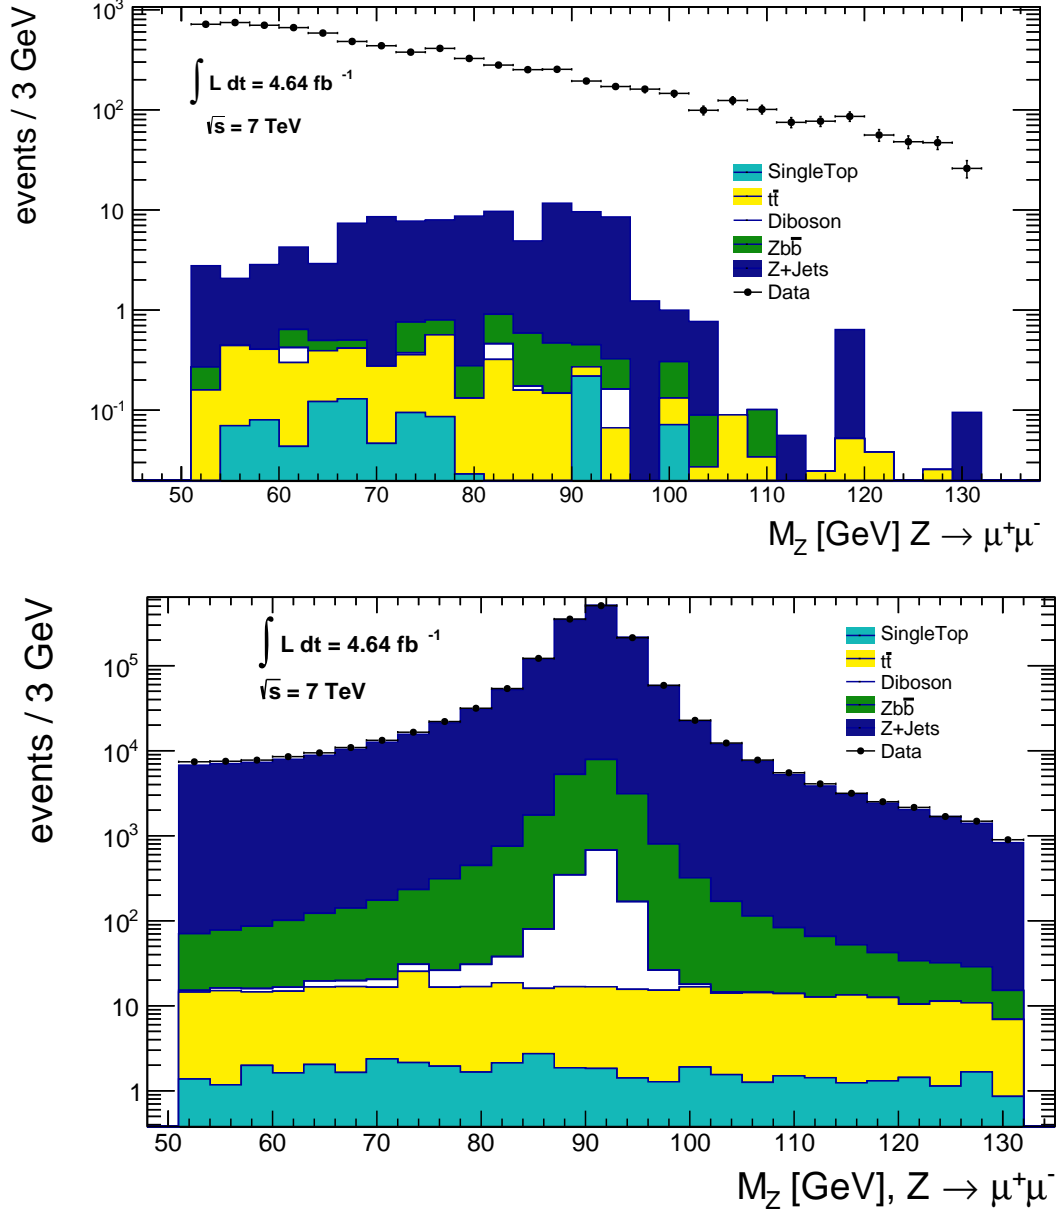 events / 3 GeV
10³
10²
10
1
10⁻¹
∫ L dt = 4.64 fb ⁻¹
√s = 7 TeV
SingleTop
tt̄
Diboson
Zbb̄
Z+Jets
Data
50 60 70 80 90 100 110 120 130
M_Z [GeV] Z → μ⁺μ⁻
events / 3 GeV
10⁵
10⁴
10³
10²
10
1
∫ L dt = 4.64 fb ⁻¹
√s = 7 TeV
SingleTop
tt̄
Diboson
Zbb̄
Z+Jets
Data
50 60 70 80 90 100 110 120 130
M_Z [GeV], Z → μ⁺μ⁻